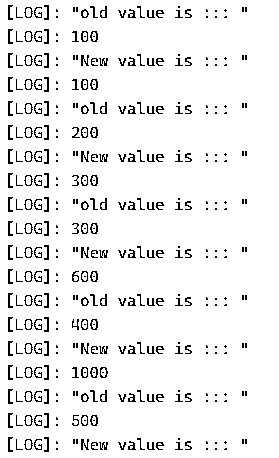 [LOG]: "old value is ::: "
[LOG]: 100
[LOG]: "New value is ::: "
[LOG]: 100
[LOG]: "old value is ::: "
[LOG]: 200
[LOG]: "New value is ::: "
[LOG]: 300
[LOG]: "old value is ::: "
[LOG]: 300
[LOG]: "New value is ::: "
[LOG]: 600
[LOG]: "old value is ::: "
[LOG]: 400
[LOG]: "New value is ::: "
[LOG]: 1000
[LOG]: "old value is ::: "
[LOG]: 500
[LOG]: "New value is ::: "